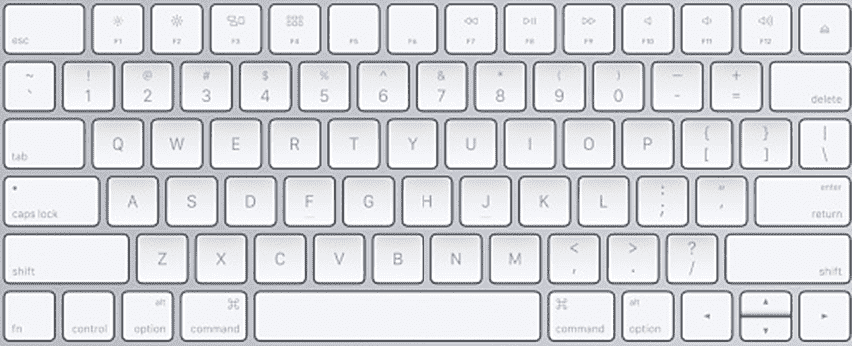 esc F1 F2 F3 F4 F5 F6 F7 F8 F9 F10 F11 F12
~ ! @ # $ % ^ & * ( ) — +
` 1 2 3 4 5 6 7 8 9 0 - = delete
tab Q W E R T Y U I O P { [ } ] | \
caps lock A S D F G H J K L : ; " ' enter return
shift Z X C V B N M < , > . ? / shift
fn control alt option ⌘ command ⌘ command alt option ◄ ▲ ▼ ►